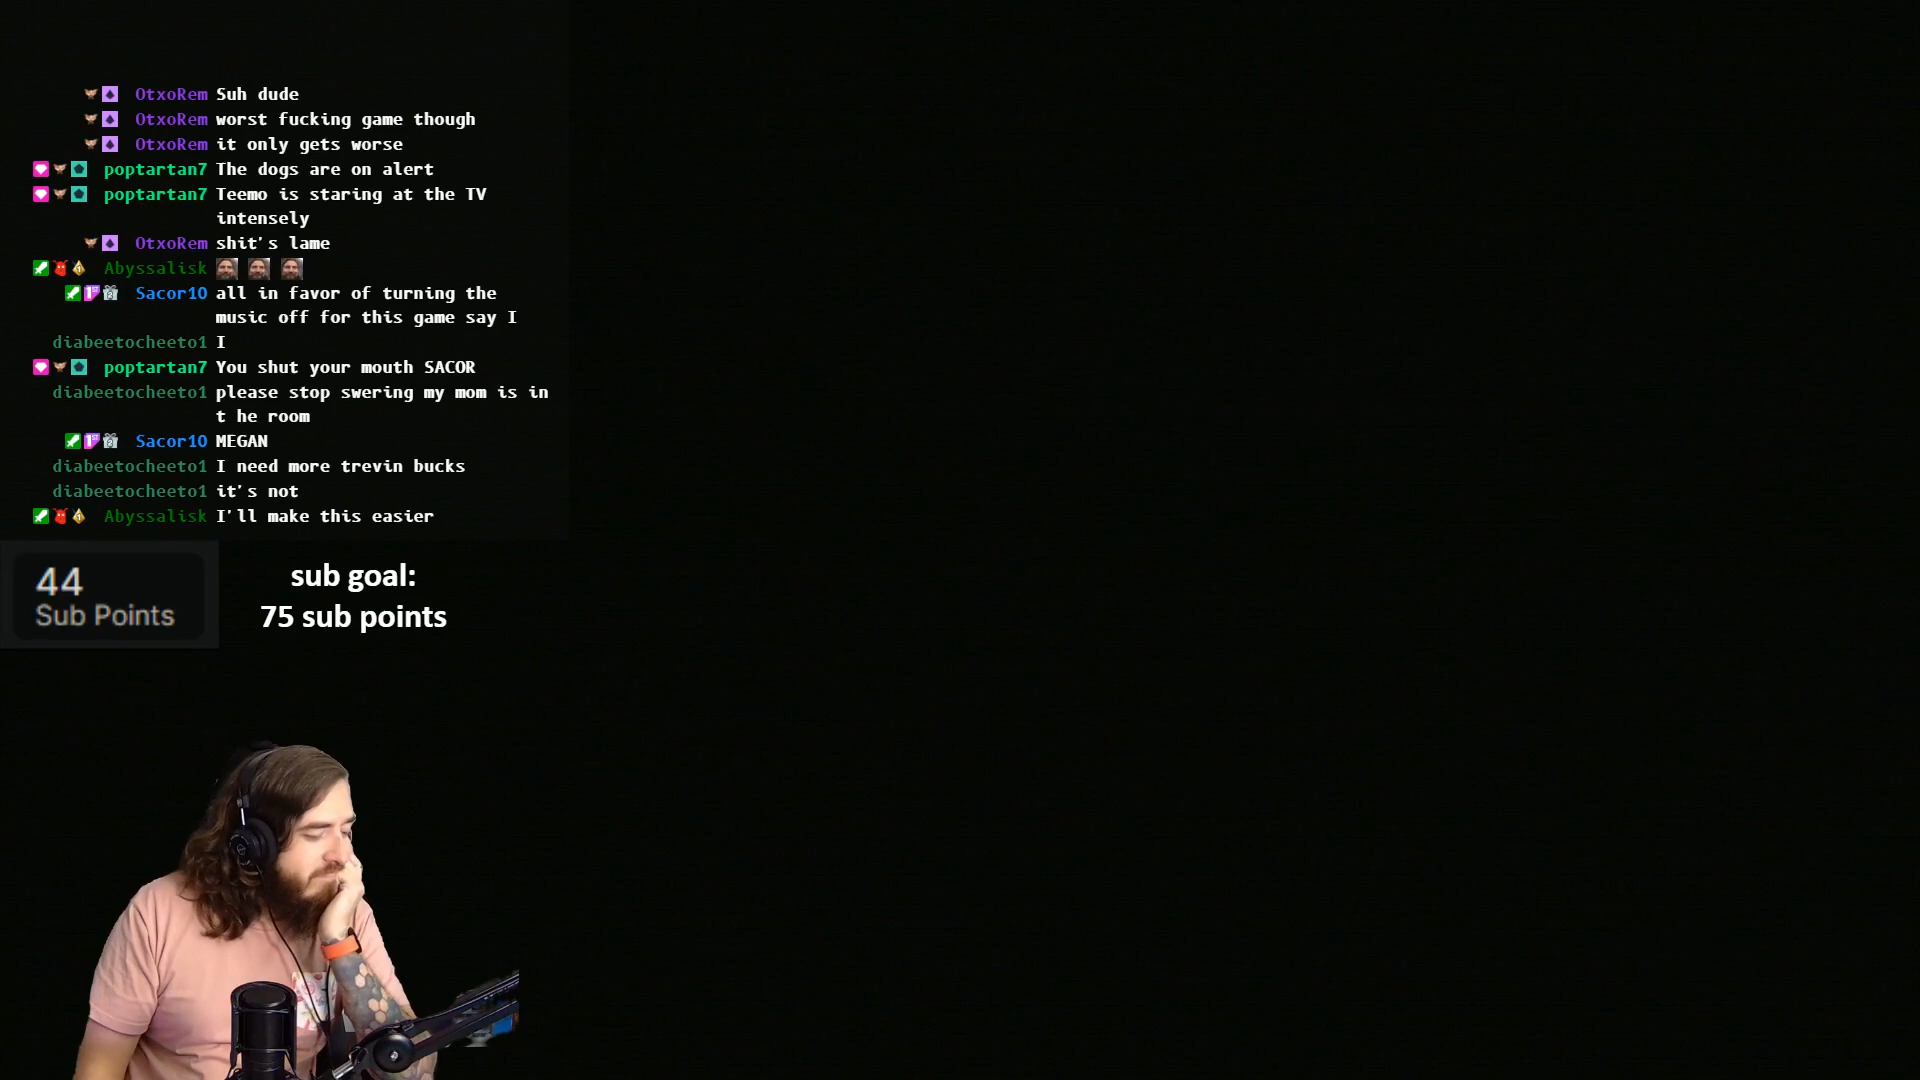 OtxoRem Suh dude
OtxoRem worst fucking game though
OtxoRem it only gets worse
poptartan7 The dogs are on alert
poptartan7 Teemo is staring at the TV
intensely
OtxoRem shit's lame
Abyssalisk
Sacor10 all in favor of turning the
music off for this game say I
diabeetocheeto1 I
poptartan7 You shut your mouth SACOR
diabeetocheeto1 please stop swering my mom is in
t he room
Sacor10 MEGAN
diabeetocheeto1 I need more trevin bucks
diabeetocheeto1 it's not
Abyssalisk I'll make this easier
44
Sub Points
sub goal:
75 sub points